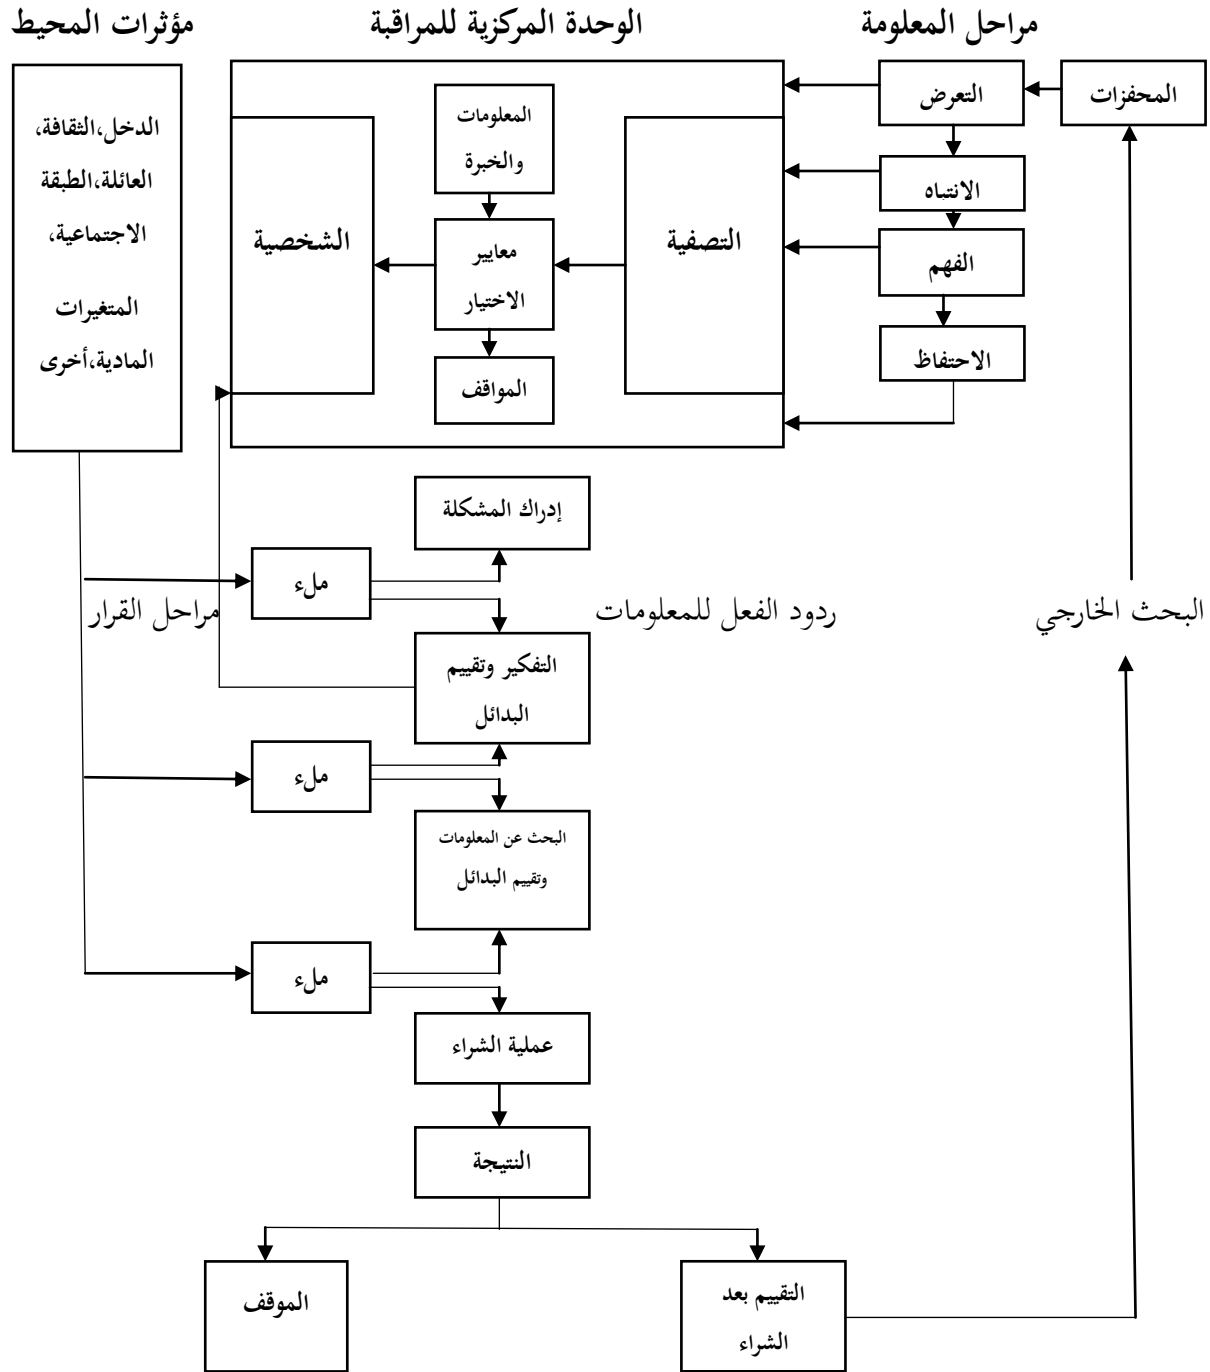 مراحل المعلومة
الوحدة المركزية للمراقبة
مؤثرات المحيط
المحفزات
التعرض
الانتباه
الفهم
الاحتفاظ
التصفية
المعلومات
والخبرة
معايير
الاختيار
المواقف
الشخصية
الدخل،الثقافة،
العائلة،الطبقة
الاجتماعية،
المتغيرات
المادية،أخرى
إدراك المشكلة
ملء
البحث الخارجي
ردود الفعل للمعلومات
مراحل القرار
التفكير وتقييم
البدائل
ملء
البحث عن المعلومات
وتقييم البدائل
ملء
عملية الشراء
النتيجة
التقييم بعد
الشراء
الموقف